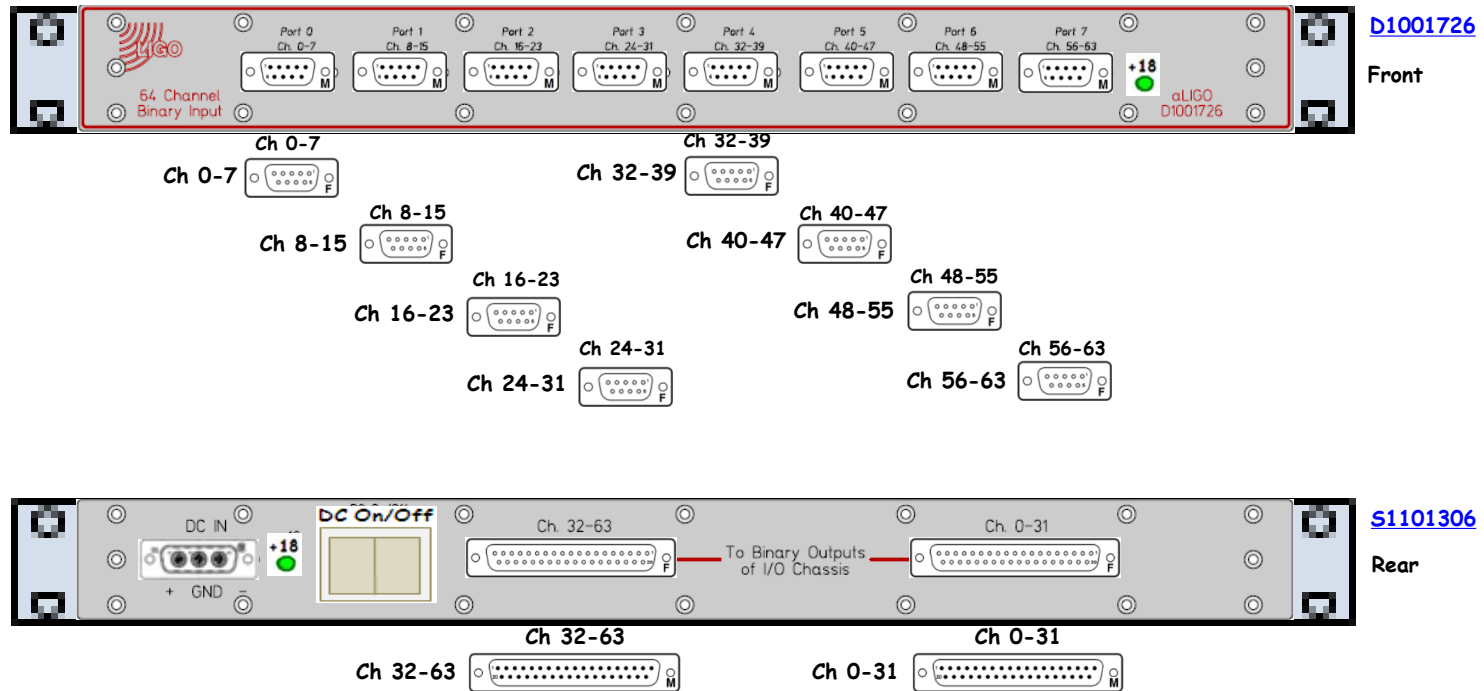 Port 0 Port 1 Port 2 Port 3 Port 4 Port 5 Port 6 Port 7
Ch. 0-7 Ch. 8-15 Ch. 16-23 Ch. 24-31 Ch. 32-39 Ch. 40-47 Ch. 48-55 Ch. 56-63
LIGO
M M M M M M M M
+18
64 Channel
Binary Input
aLIGO
D1001726
D1001726
Front
Ch 0-7
Ch 0-7
F
Ch 32-39
Ch 32-39
F
Ch 8-15
Ch 8-15
F
Ch 40-47
Ch 40-47
F
Ch 16-23
Ch 16-23
F
Ch 48-55
Ch 48-55
F
Ch 24-31
Ch 24-31
F
Ch 56-63
Ch 56-63
F
DC IN
+18
DC On/Off
Ch. 32-63
F
To Binary Outputs
of I/O Chassis
Ch. 0-31
F
+ GND -
S1101306
Rear
Ch 32-63
Ch 32-63
M
Ch 0-31
Ch 0-31
M